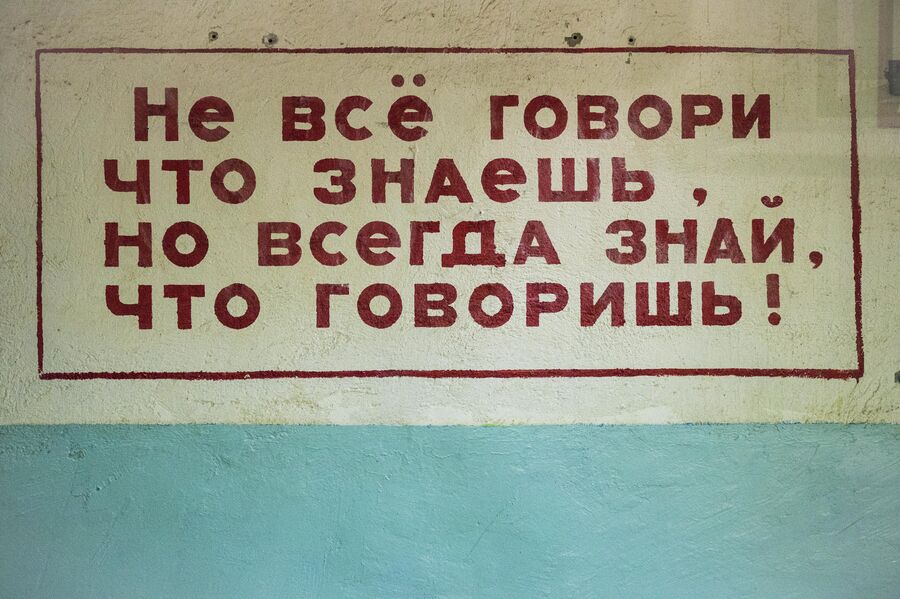 Не всё говори
что знаешь,
но всегда знай,
что говоришь!